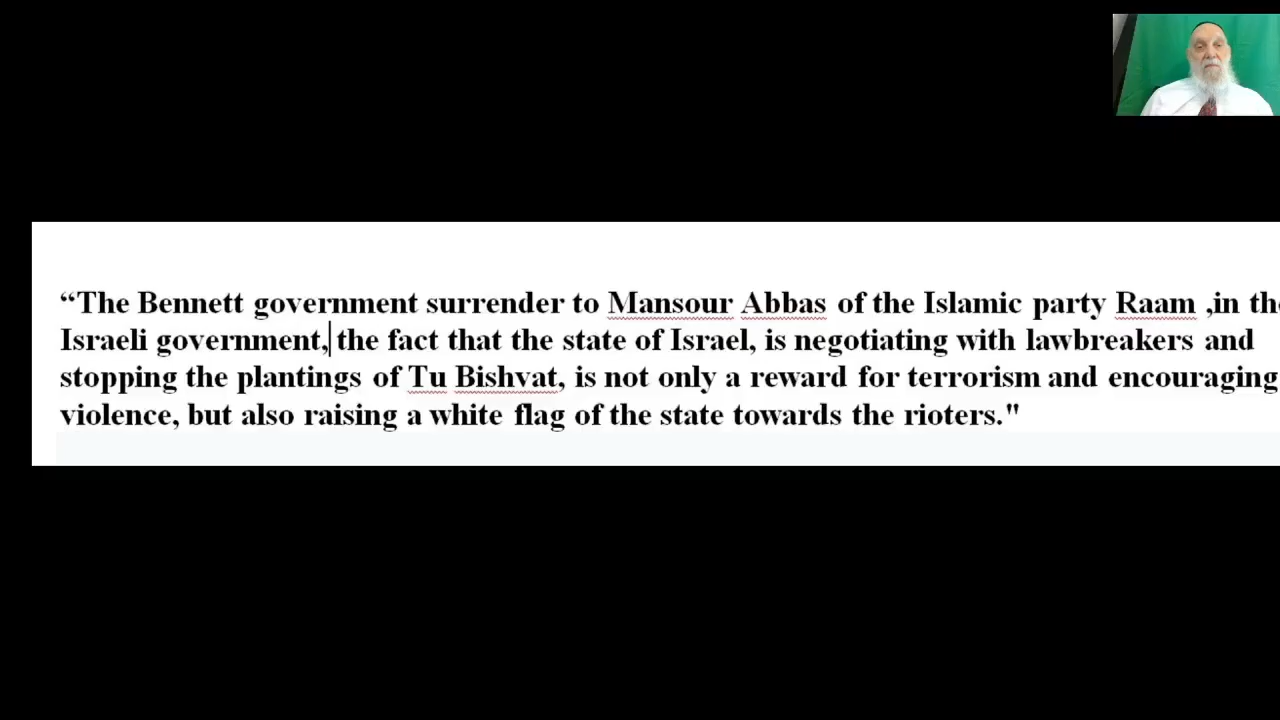 “The Bennett government surrender to Mansour Abbas of the Islamic party Raam ,in the
Israeli government, the fact that the state of Israel, is negotiating with lawbreakers and
stopping the plantings of Tu Bishvat, is not only a reward for terrorism and encouraging
violence, but also raising a white flag of the state towards the rioters."